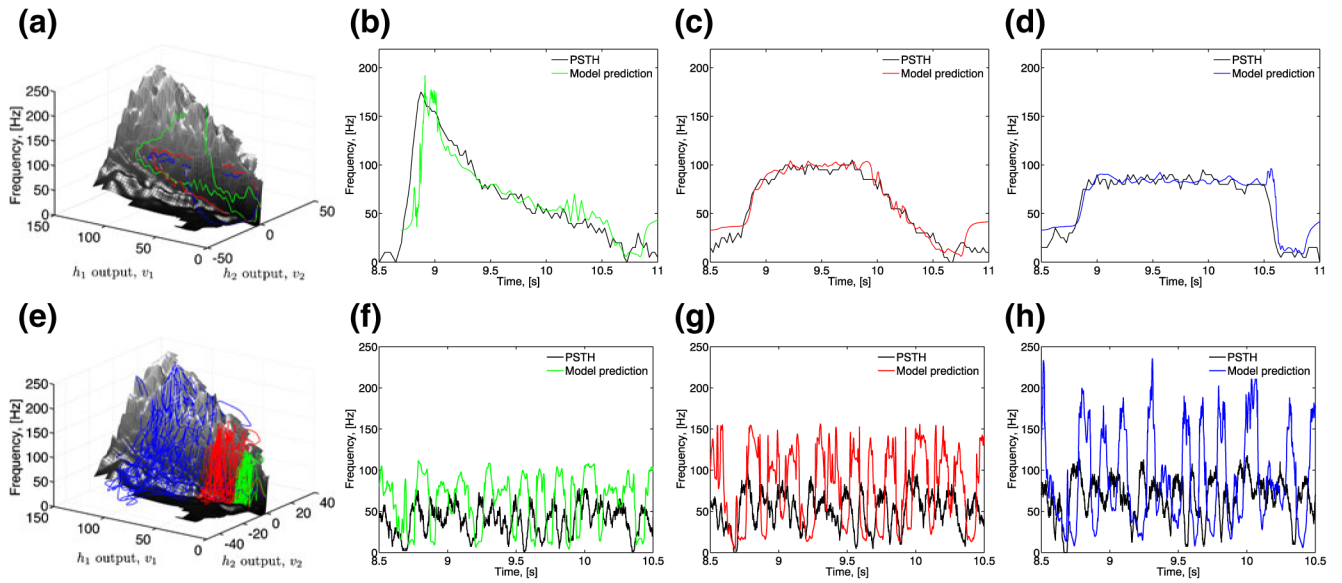 (a)
Frequency, [Hz]
250
200
150
100
50
0
150
100
50
0
-50
0
50
h1 output, v1
h2 output, v2
(b)
Frequency, [Hz]
200
150
100
50
0
8.5 9 9.5 10 10.5 11
Time, [s]
PSTH
Model prediction
(c)
Frequency, [Hz]
200
150
100
50
0
8.5 9 9.5 10 10.5 11
Time, [s]
PSTH
Model prediction
(d)
Frequency, [Hz]
200
150
100
50
0
8.5 9 9.5 10 10.5 11
Time, [s]
PSTH
Model prediction
(e)
Frequency, [Hz]
250
200
150
100
50
0
150
100
50
0
-40
-20
0
20
40
h1 output, v1
h2 output, v2
(f)
Frequency, [Hz]
250
200
150
100
50
0
8.5 9 9.5 10 10.5
Time, [s]
PSTH
Model prediction
(g)
Frequency, [Hz]
250
200
150
100
50
0
8.5 9 9.5 10 10.5
Time, [s]
PSTH
Model prediction
(h)
Frequency, [Hz]
250
200
150
100
50
0
8.5 9 9.5 10 10.5
Time, [s]
PSTH
Model prediction